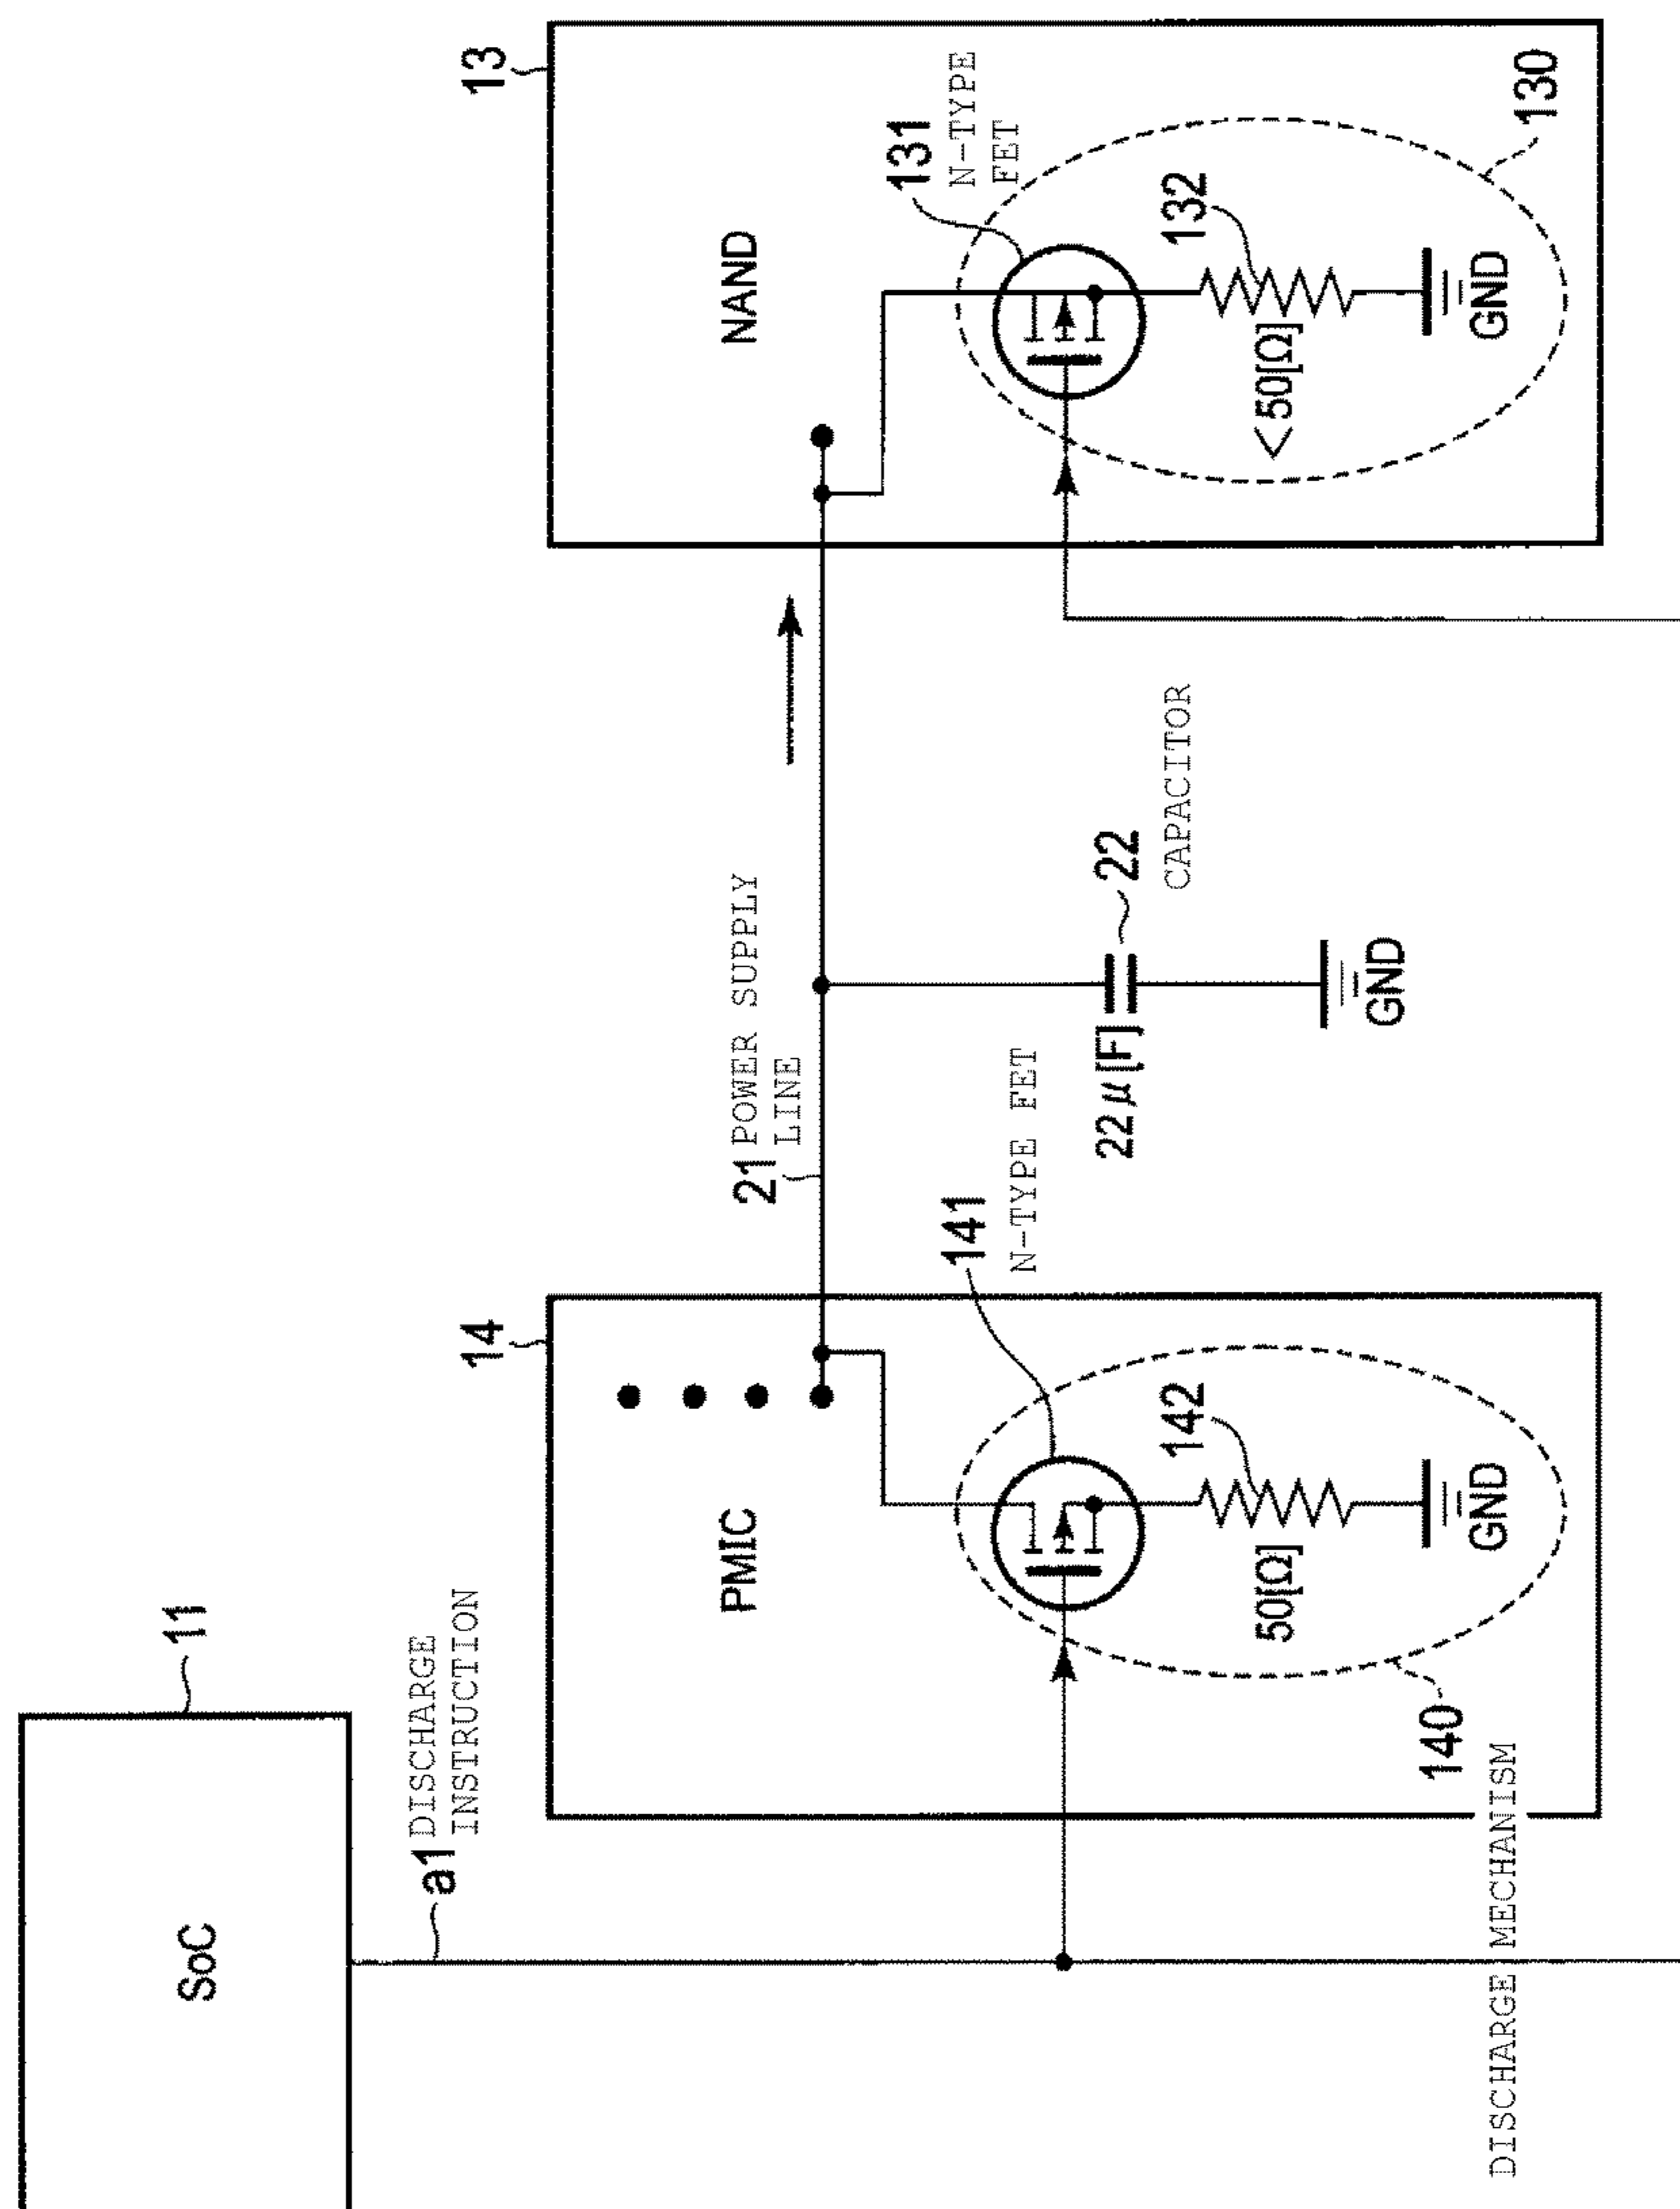 SoC
11
a1 DISCHARGE
INSTRUCTION
14
PMIC
141
N-TYPE FET
142
50[Ω]
GND
140
DISCHARGE MECHANISM
21 POWER SUPPLY
LINE
22μ[F]
22
CAPACITOR
GND
13
NAND
131
N-TYPE
FET
132
<50[Ω]
GND
130